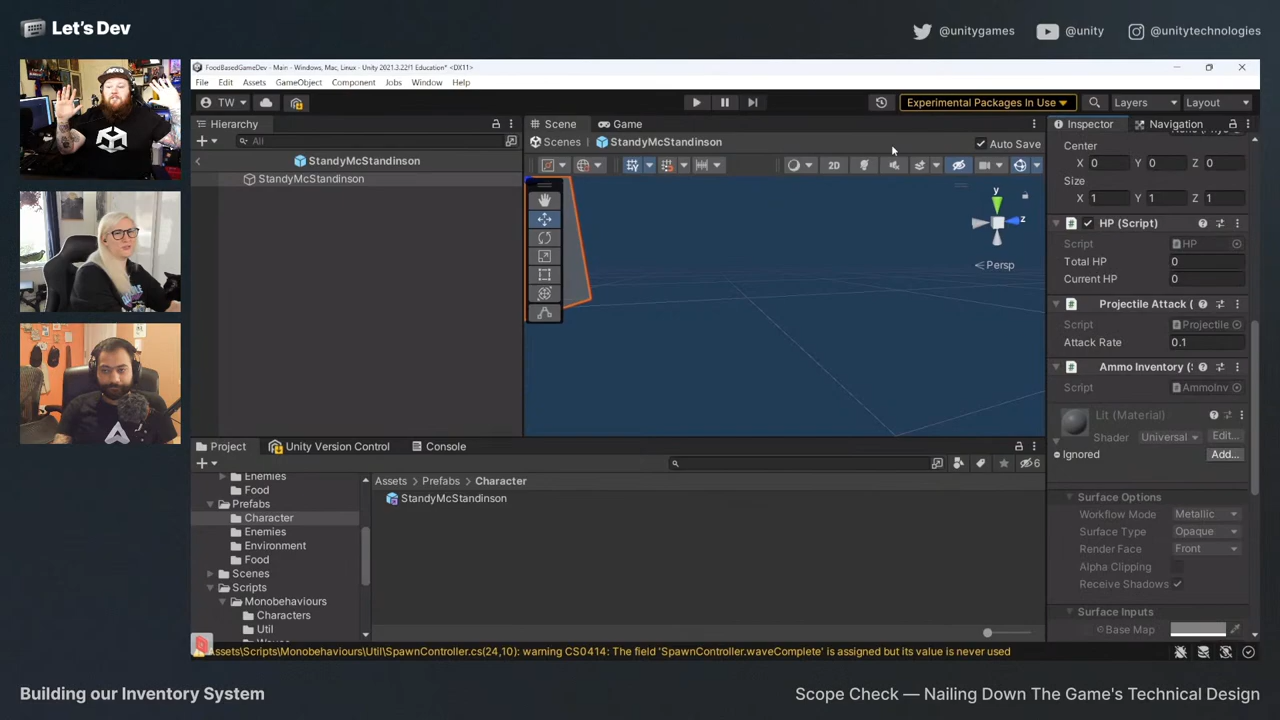 Let's Dev
@unitygames
@unity
@unitytechnologies
FoodBasedGameDev - Main - Windows, Mac, Linux - Unity 2021.3.22f1 Education* <DX11>
File Edit Assets GameObject Component Jobs Window Help
TW
Experimental Packages In Use
Layers
Layout
Hierarchy
Scene
Game
Inspector
Navigation
All
Scenes
StandyMcStandinson
Auto Save
StandyMcStandinson
StandyMcStandinson
2D
y
z
Persp
Center
X 0 Y 0 Z 0
Size
X 1 Y 1 Z 1
HP (Script)
Script HP
Total HP 0
Current HP 0
Projectile Attack (
Script Projectile
Attack Rate 0.1
Ammo Inventory (S
Script AmmoInv
Lit (Material)
Shader Universal Edit...
Ignored Add...
Surface Options
Workflow Mode Metallic
Surface Type Opaque
Render Face Front
Alpha Clipping
Receive Shadows
Surface Inputs
Base Map
Project
Unity Version Control
Console
6
Enemies
Food
Prefabs
Character
Enemies
Environment
Food
Scenes
Scripts
Monobehaviours
Characters
Util
Assets Prefabs Character
StandyMcStandinson
Assets\Scripts\Monobehaviours\Util\SpawnController.cs(24,10): warning CS0414: The field 'SpawnController.waveComplete' is assigned but its value is never used
Building our Inventory System
Scope Check — Nailing Down The Game's Technical Design